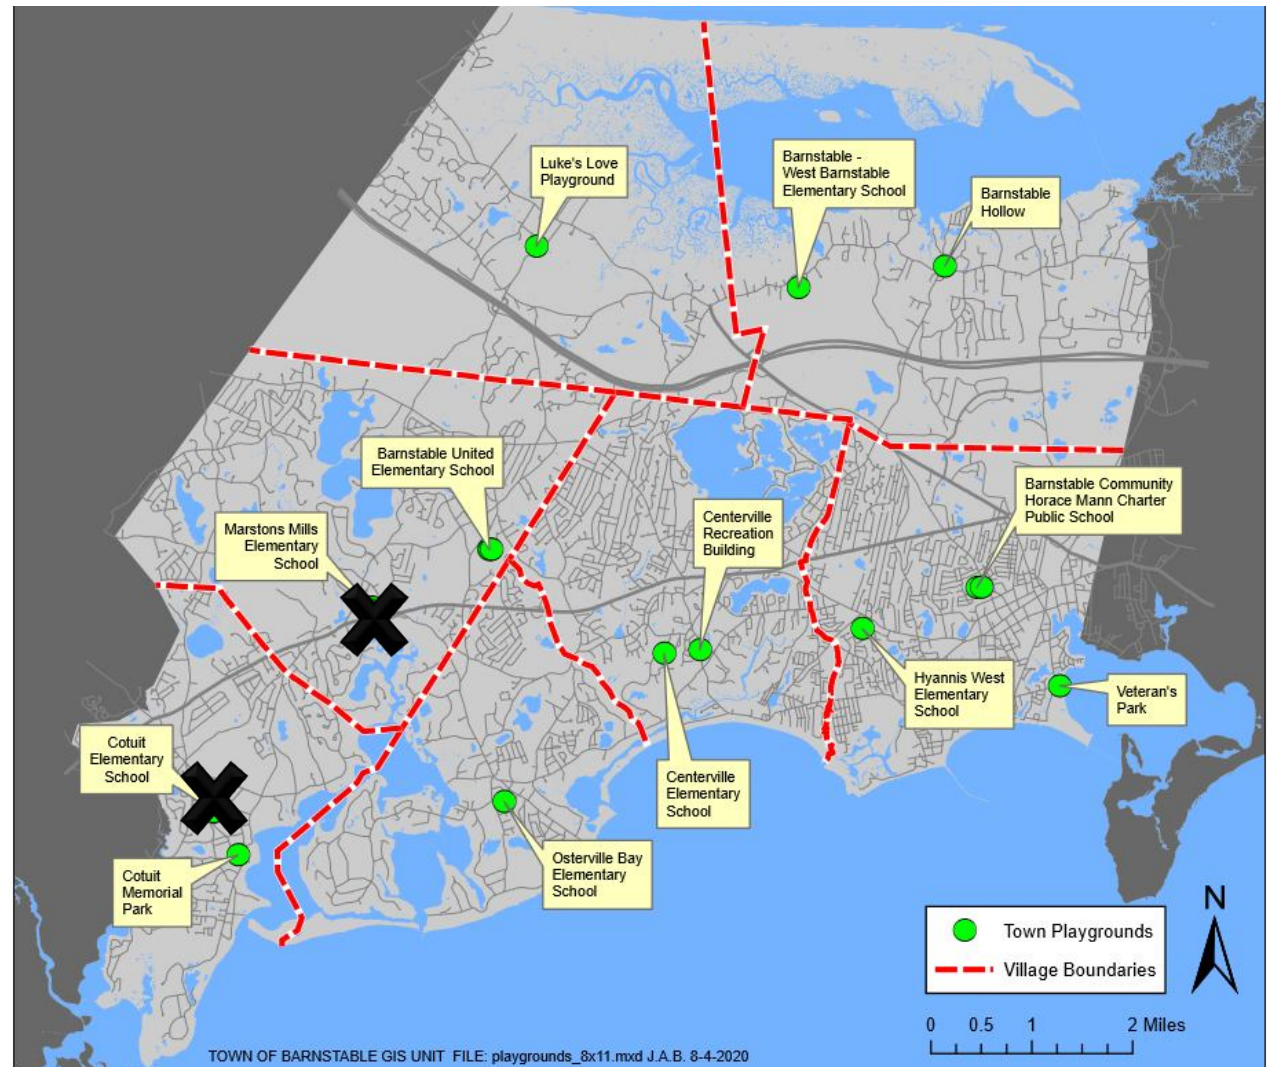 Luke's Love
Playground
Barnstable -
West Barnstable
Elementary School
Barnstable
Hollow
Barnstable United
Elementary School
Barnstable Community
Horace Mann Charter
Public School
Marstons Mills
Elementary
School
Centerville
Recreation
Building
Hyannis West
Elementary
School
Veteran's
Park
Cotuit
Elementary
School
Centerville
Elementary
School
Osterville Bay
Elementary
School
Cotuit
Memorial
Park
N
Town Playgrounds
Village Boundaries
0 0.5 1 2 Miles
TOWN OF BARNSTABLE GIS UNIT FILE: playgrounds_8x11.mxd J.A.B. 8-4-2020